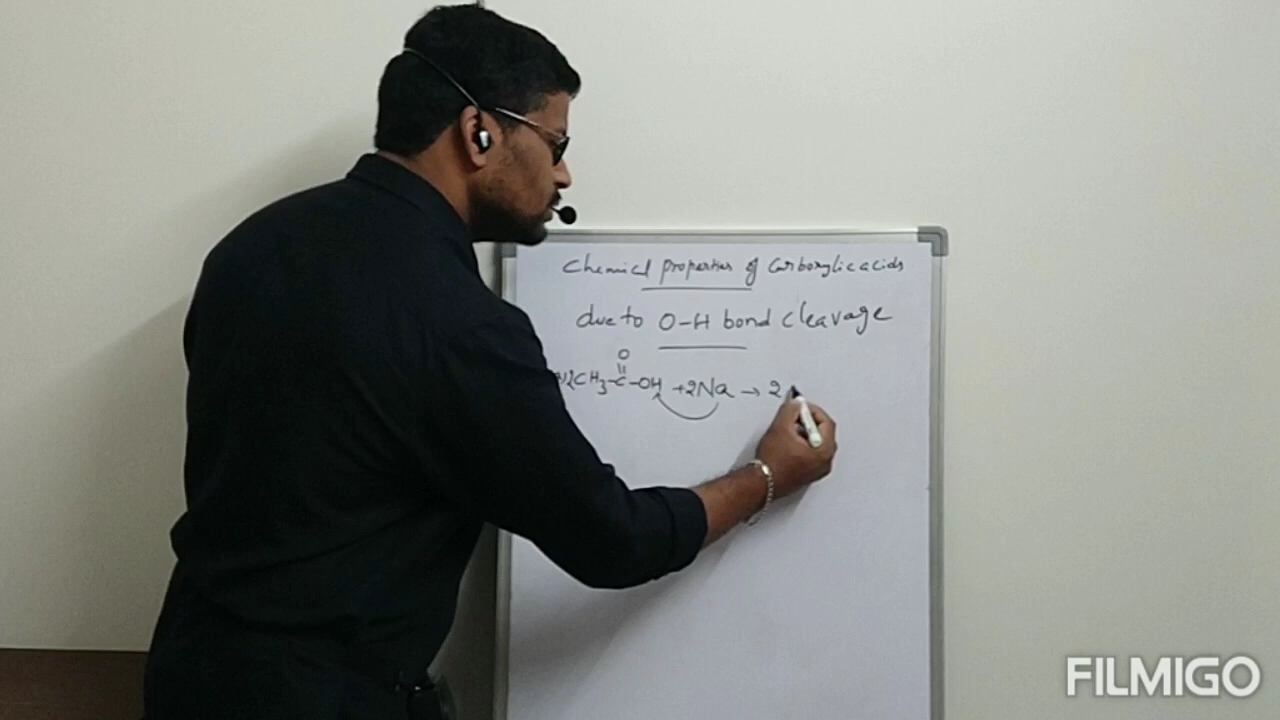 Chemical properties of Carboxylic acids
due to O-H bond cleavage
O
||
2CH3-C-OH +2Na → 2
FILMIGO